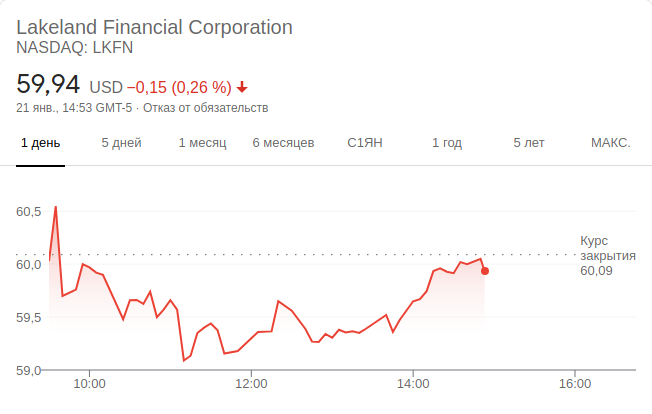 Lakeland Financial Corporation
NASDAQ: LKFN
59,94 USD −0,15 (0,26 %)
21 янв., 14:53 GMT-5 · Отказ от обязательств
1 день 5 дней 1 месяц 6 месяцев С1ЯН 1 год 5 лет МАКС.
60,5
Курс
закрытия
60,09
60,0
59,5
59,0
10:00 12:00 14:00 16:00